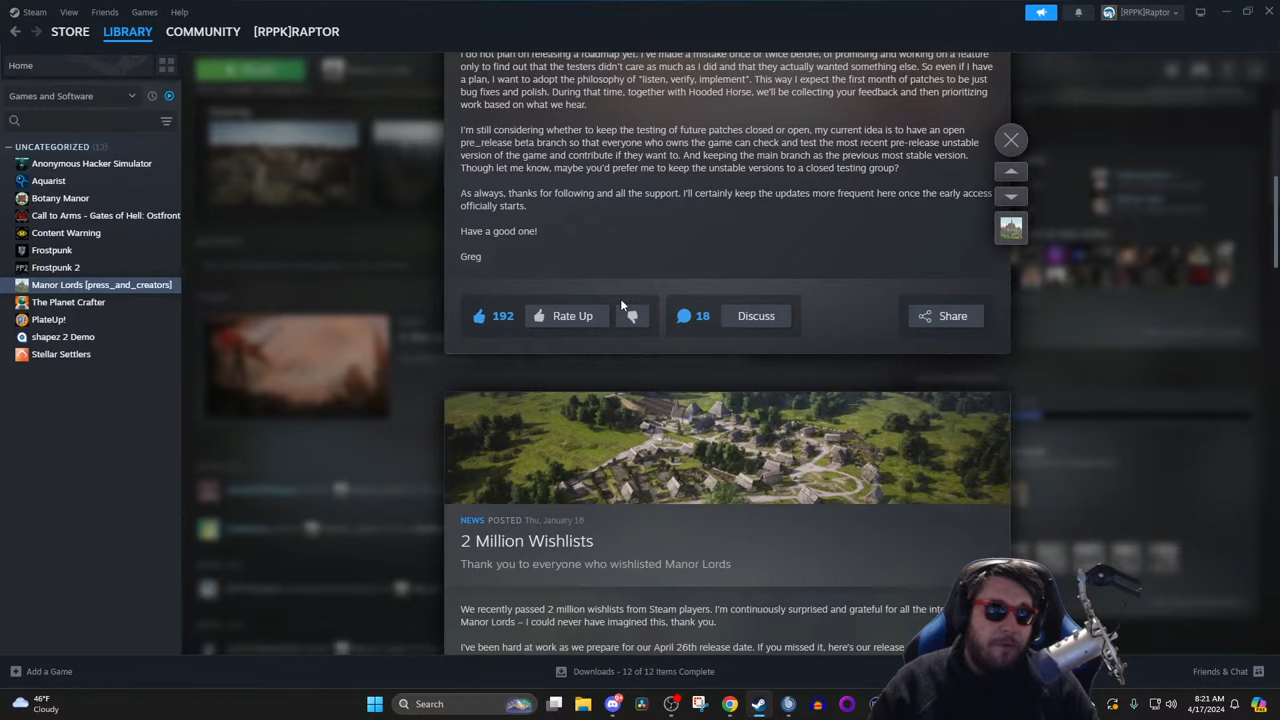 Steam View Friends Games Help
[RPPK]Raptor
STORE LIBRARY COMMUNITY [RPPK]RAPTOR
Home
Games and Software
UNCATEGORIZED (12)
Anonymous Hacker Simulator
Aquarist
Botany Manor
Call to Arms - Gates of Hell: Ostfront
Content Warning
Frostpunk
Frostpunk 2
Manor Lords [press_and_creators]
The Planet Crafter
PlateUp!
shapez 2 Demo
Stellar Settlers
I do not plan on releasing a roadmap yet. I've made a mistake once or twice before, of promising and working on a feature
only to find out that the testers didn't care as much as I did and that they actually wanted something else. So even if I have
a plan, I want to adopt the philosophy of "listen, verify, implement". This way I expect the first month of patches to be just
bug fixes and polish. During that time, together with Hooded Horse, we'll be collecting your feedback and then prioritizing
work based on what we hear.
I'm still considering whether to keep the testing of future patches closed or open, my current idea is to have an open
pre_release beta branch so that everyone who owns the game can check and test the most recent pre-release unstable
version of the game and contribute if they want to. And keeping the main branch as the previous most stable version.
Though let me know, maybe you'd prefer me to keep the unstable versions to a closed testing group?
As always, thanks for following and all the support. I'll certainly keep the updates more frequent here once the early access
officially starts.
Have a good one!
Greg
192 Rate Up 18 Discuss Share
NEWS POSTED Thu, January 18
2 Million Wishlists
Thank you to everyone who wishlisted Manor Lords
We recently passed 2 million wishlists from Steam players. I'm continuously surprised and grateful for all the
Manor Lords – I could never have imagined this, thank you.
I've been hard at work as we prepare for our April 26th release date. If you missed it, here's our release
Add a Game
Downloads - 12 of 12 Items Complete
Friends & Chat
46°F
Cloudy
Search
8:21 AM
4/17/2024